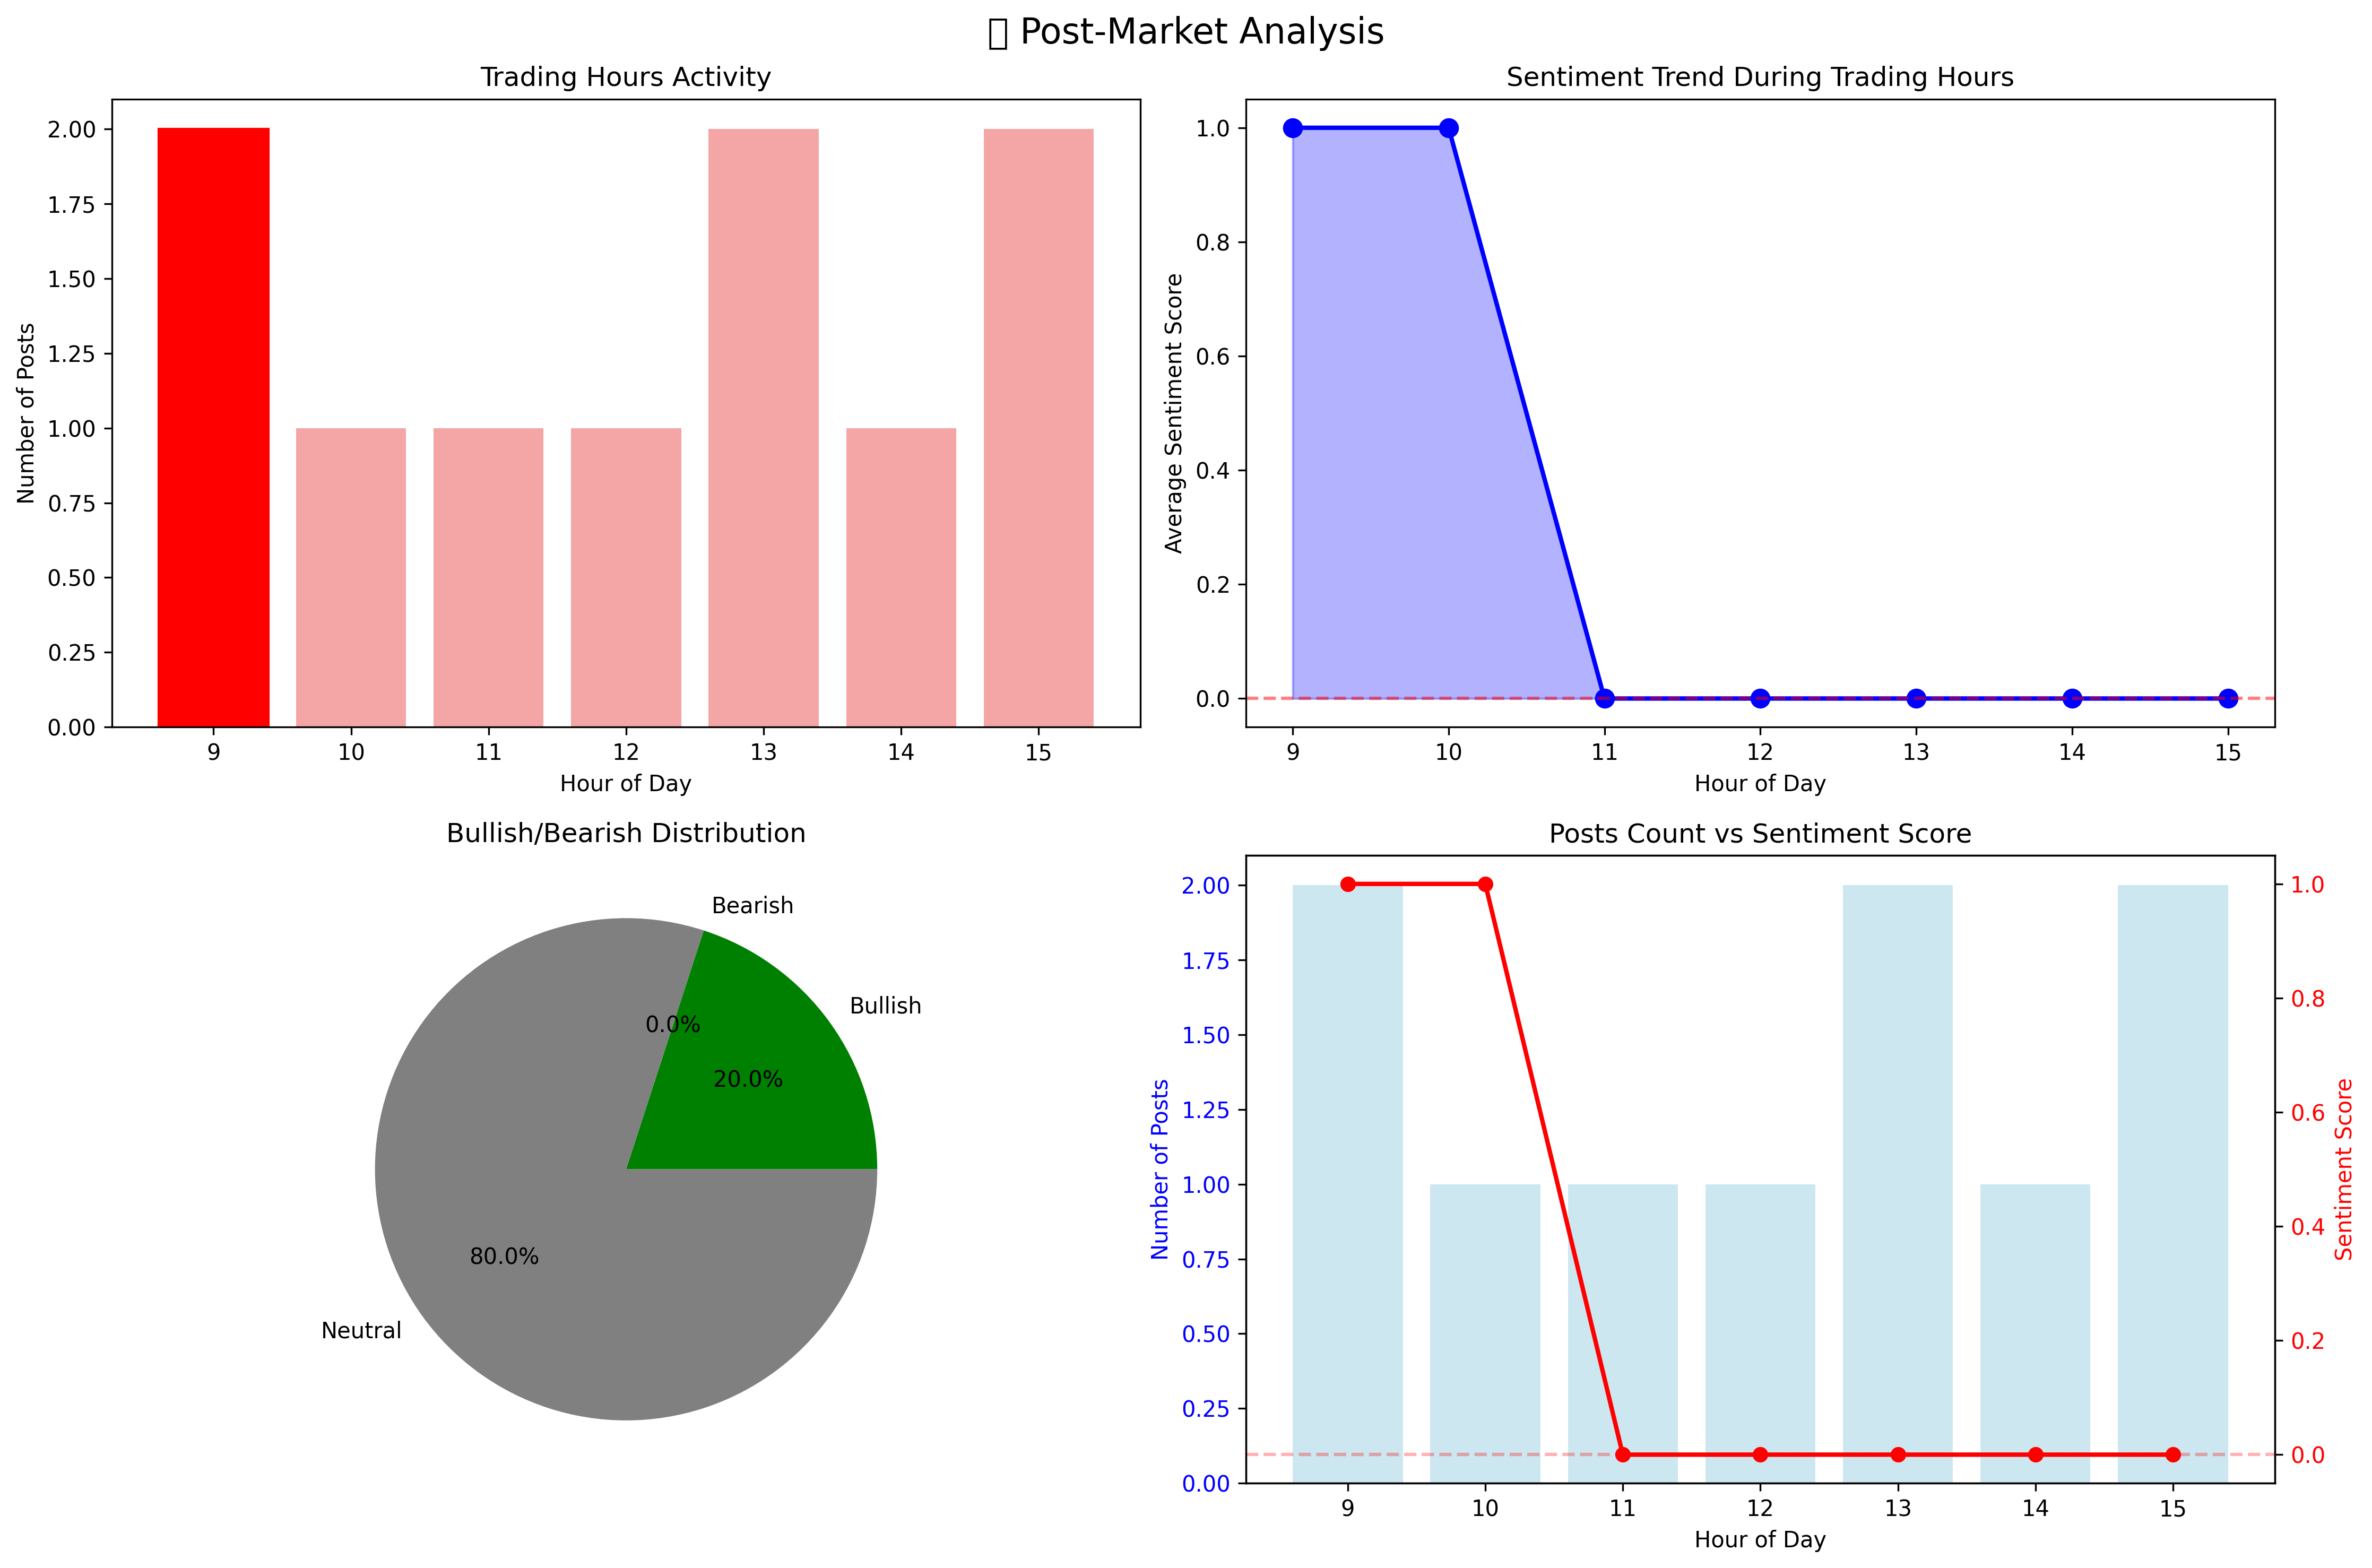 Post-Market Analysis
Trading Hours Activity
Number of Posts
2.00
1.75
1.50
1.25
1.00
0.75
0.50
0.25
0.00
9 10 11 12 13 14 15
Hour of Day
Sentiment Trend During Trading Hours
Average Sentiment Score
1.0
0.8
0.6
0.4
0.2
0.0
9 10 11 12 13 14 15
Hour of Day
Bullish/Bearish Distribution
Bearish
Bullish
0.0%
20.0%
80.0%
Neutral
Posts Count vs Sentiment Score
Number of Posts
2.00
1.75
1.50
1.25
1.00
0.75
0.50
0.25
0.00
1.0
0.8
0.6
0.4
0.2
0.0
Sentiment Score
9 10 11 12 13 14 15
Hour of Day